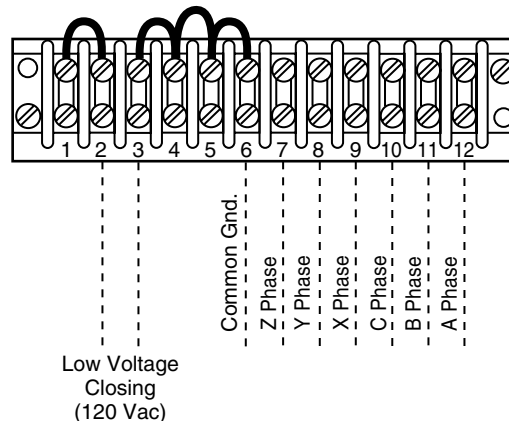 1 2 3 4 5 6 7 8 9 10 11 12
Common Gnd.
Z Phase
Y Phase
X Phase
C Phase
B Phase
A Phase
Low Voltage
Closing
(120 Vac)